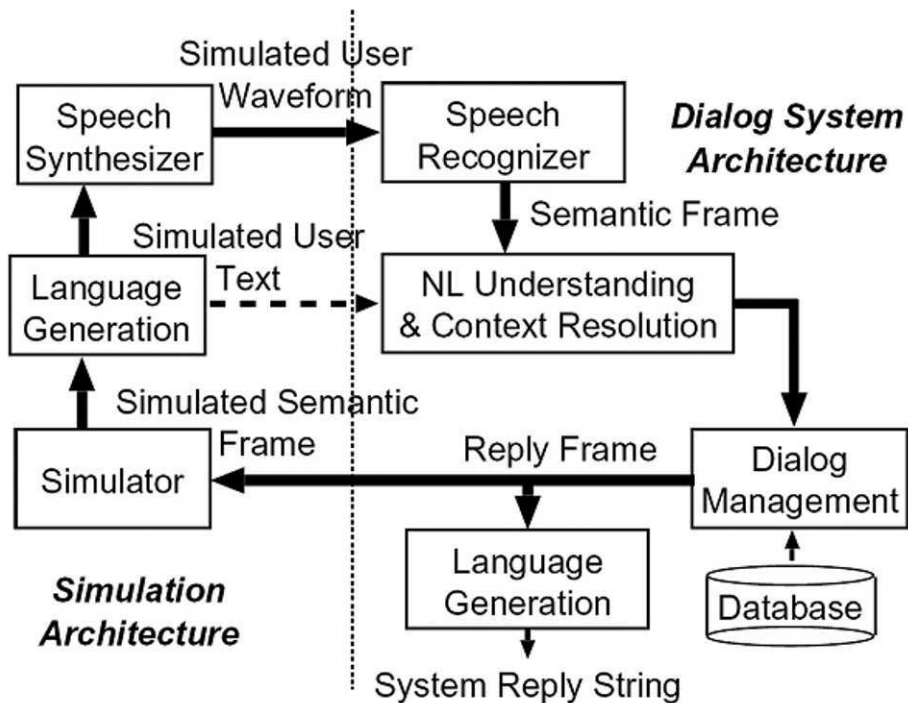 Simulated User
Waveform
Speech
Synthesizer
Speech
Recognizer
Dialog System
Architecture
Semantic Frame
Simulated User
Text
Language
Generation
NL Understanding
& Context Resolution
Simulated Semantic
Frame
Simulator
Reply Frame
Dialog
Management
Language
Generation
Database
Simulation
Architecture
System Reply String